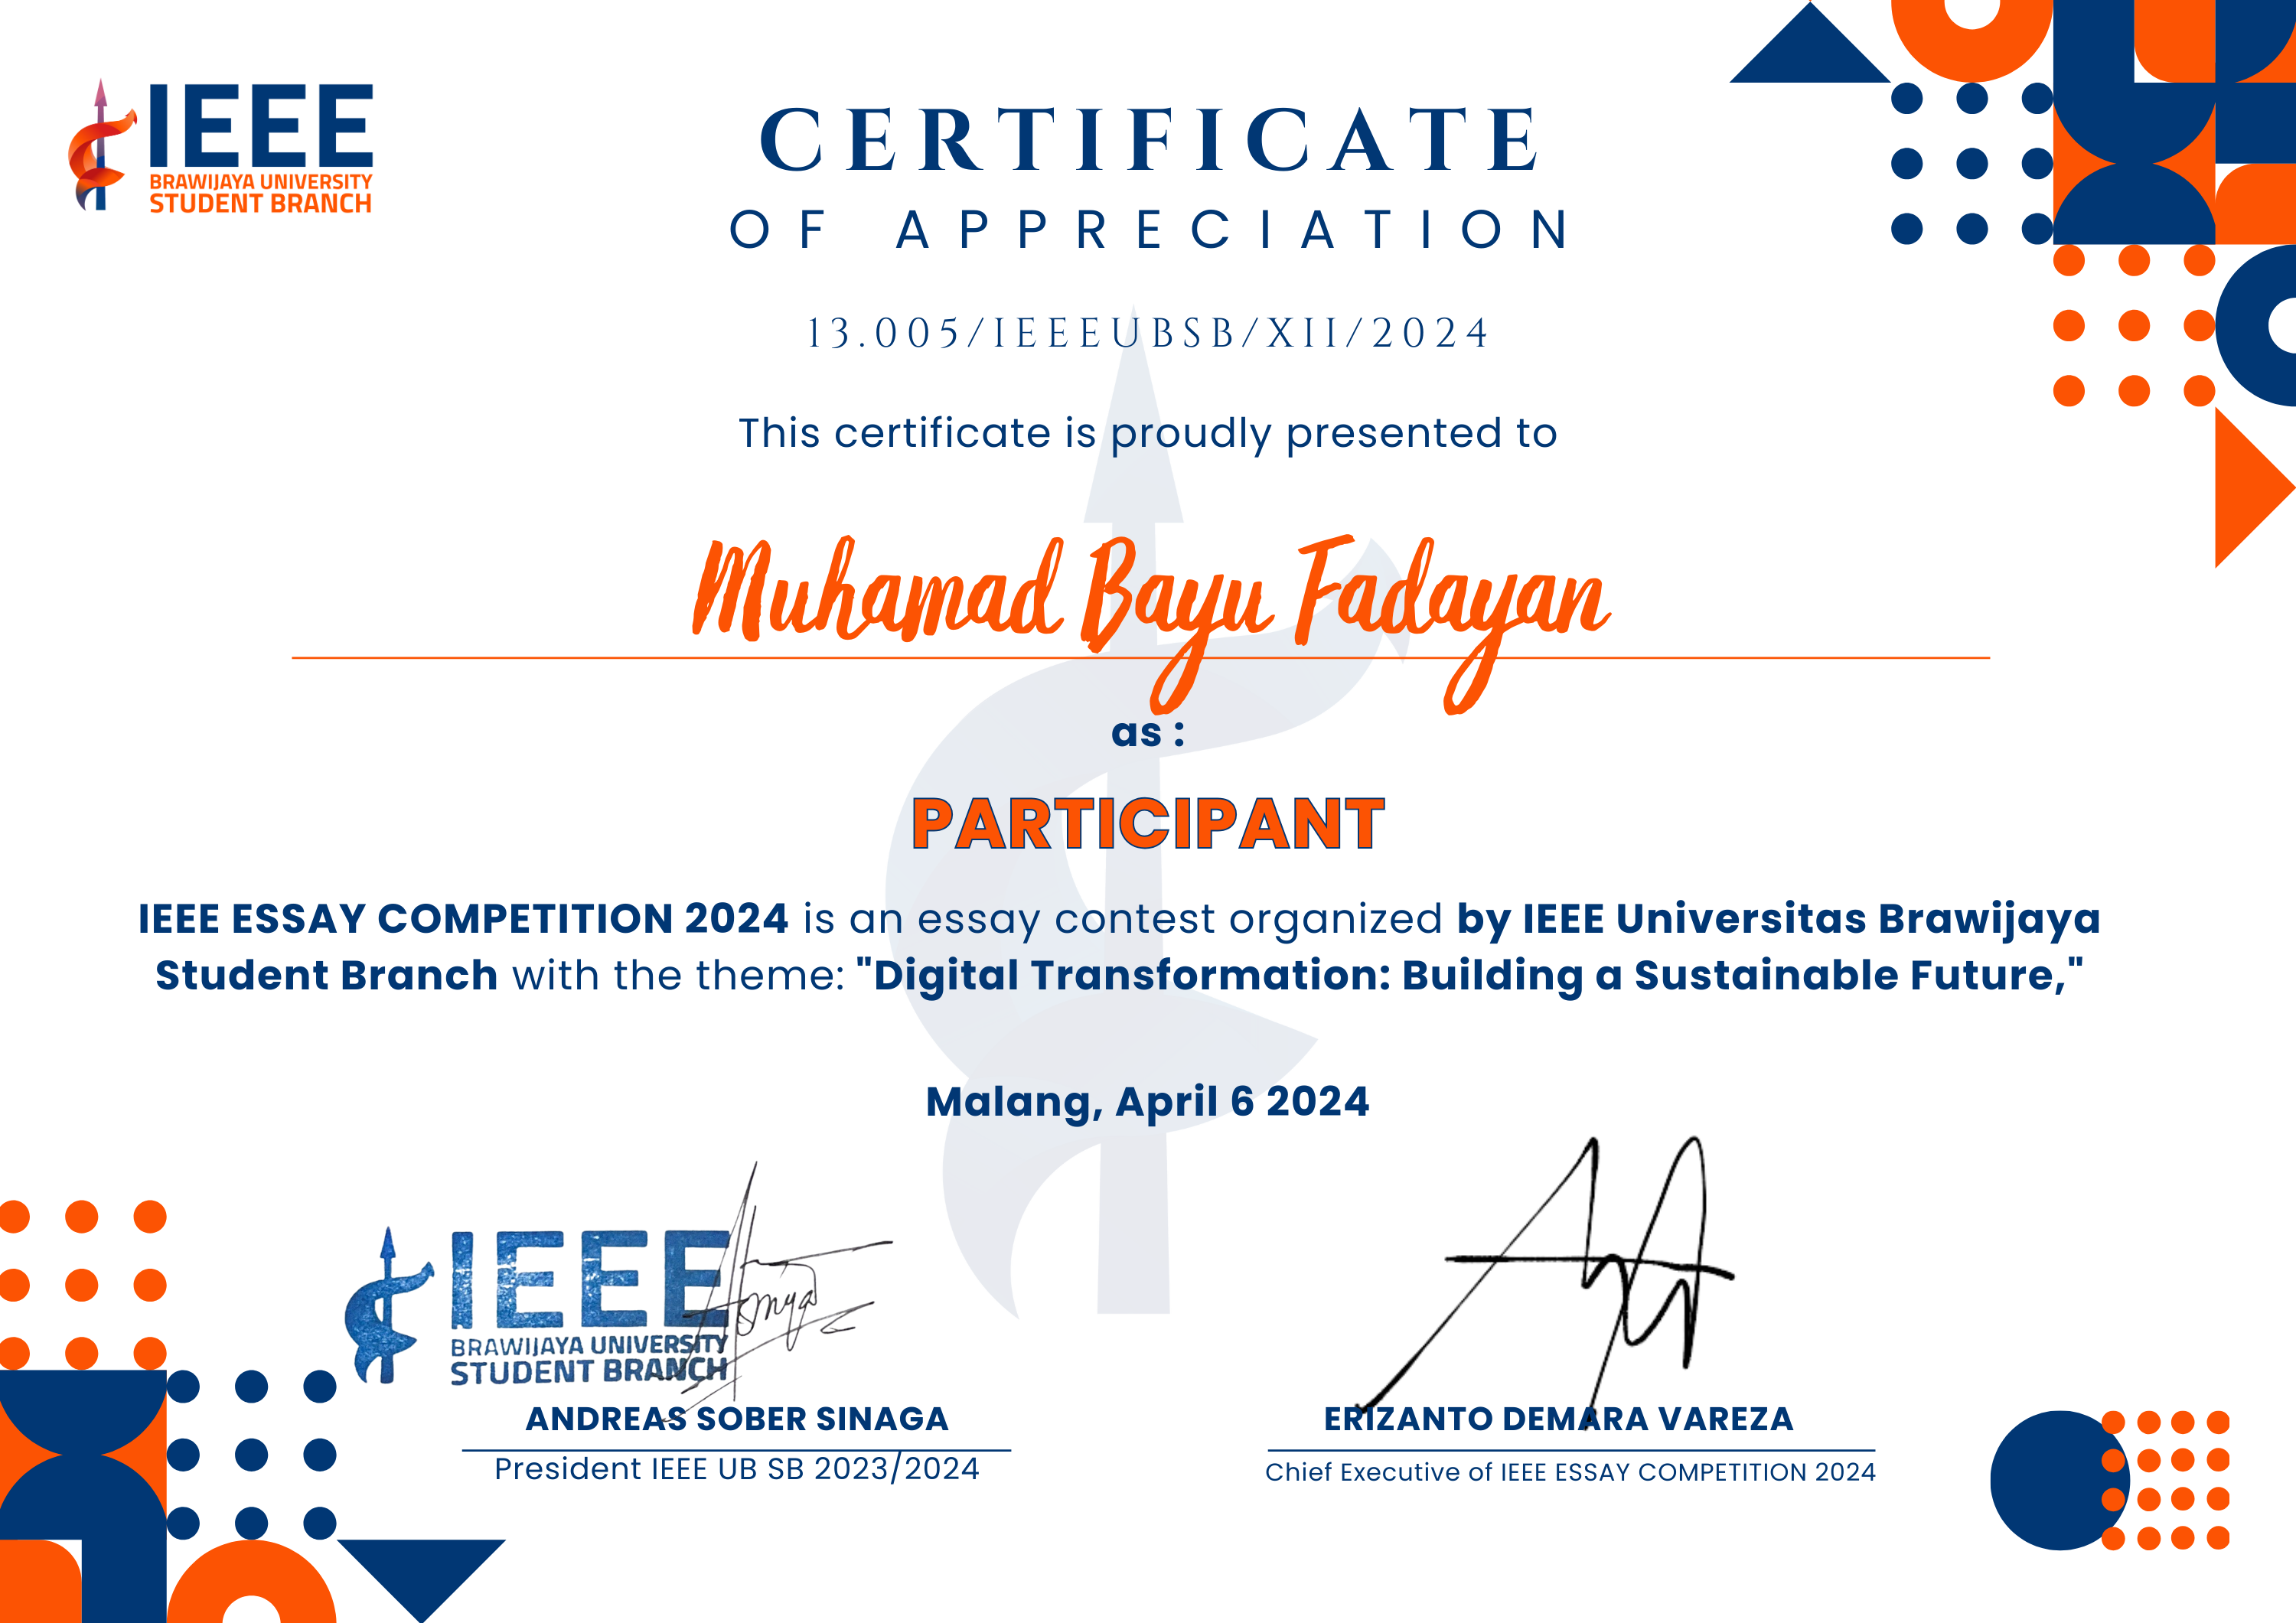 IEEE
BRAWIJAYA UNIVERSITY
STUDENT BRANCH
CERTIFICATE
OF APPRECIATION
13.005/IEEEUBSB/XII/2024
This certificate is proudly presented to
Muhamad Bayu Fadayan
as :
PARTICIPANT
IEEE ESSAY COMPETITION 2024 is an essay contest organized by IEEE Universitas Brawijaya
Student Branch with the theme: "Digital Transformation: Building a Sustainable Future,"
Malang, April 6 2024
IEEE
BRAWIJAYA UNIVERSITY
STUDENT BRANCH
ANDREAS SOBER SINAGA
President IEEE UB SB 2023/2024
ERIZANTO DEMARA VAREZA
Chief Executive of IEEE ESSAY COMPETITION 2024